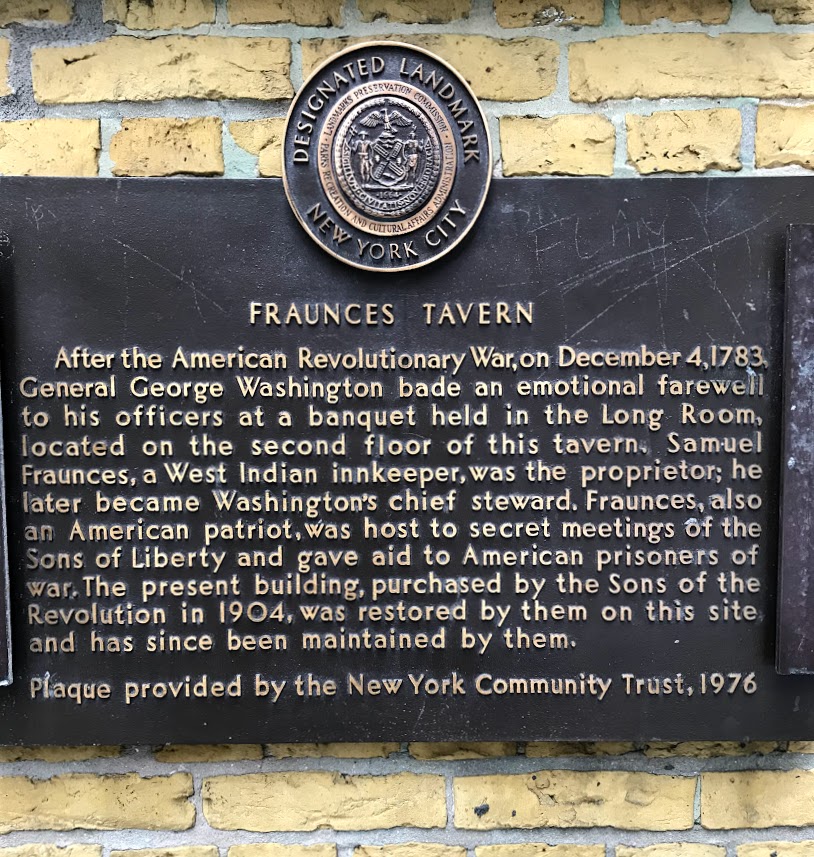 DESIGNATED LANDMARK
LANDMARKS PRESERVATION COMMISSION
PARKS RECREATION AND CULTURAL AFFAIRS ADMINISTRATION
1664
NEW YORK CITY
FRAUNCES TAVERN
After the American Revolutionary War, on December 4, 1783,
General George Washington bade an emotional farewell
to his officers at a banquet held in the Long Room,
located on the second floor of this tavern. Samuel
Fraunces, a West Indian innkeeper, was the proprietor; he
later became Washington's chief steward. Fraunces, also
an American patriot, was host to secret meetings of the
Sons of Liberty and gave aid to American prisoners of
war. The present building, purchased by the Sons of the
Revolution in 1904, was restored by them on this site
and has since been maintained by them.
Plaque provided by the New York Community Trust, 1976